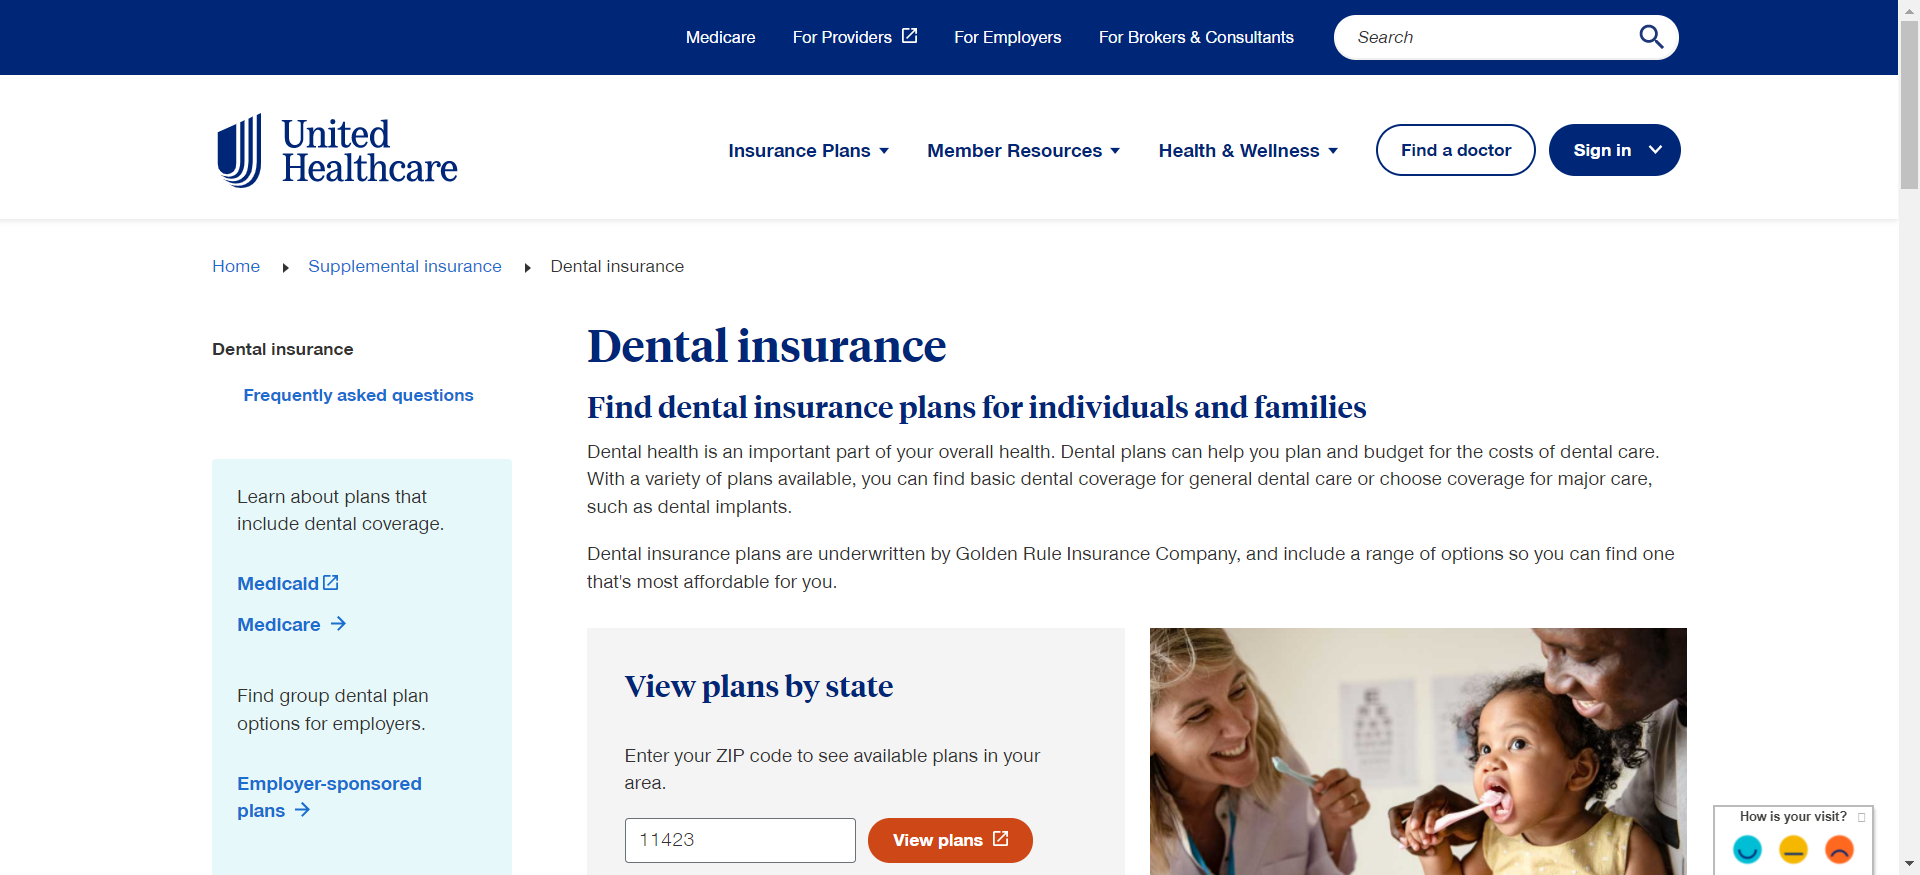 Medicare For Providers For Employers For Brokers & Consultants Search
United
Healthcare
Insurance Plans Member Resources Health & Wellness Find a doctor Sign in
Home Supplemental insurance Dental insurance
Dental insurance
Frequently asked questions
Learn about plans that
include dental coverage.
Medicaid
Medicare
Find group dental plan
options for employers.
Employer-sponsored
plans
Dental insurance
Find dental insurance plans for individuals and families
Dental health is an important part of your overall health. Dental plans can help you plan and budget for the costs of dental care.
With a variety of plans available, you can find basic dental coverage for general dental care or choose coverage for major care,
such as dental implants.
Dental insurance plans are underwritten by Golden Rule Insurance Company, and include a range of options so you can find one
that's most affordable for you.
View plans by state
Enter your ZIP code to see available plans in your
area.
11423 View plans
How is your visit?